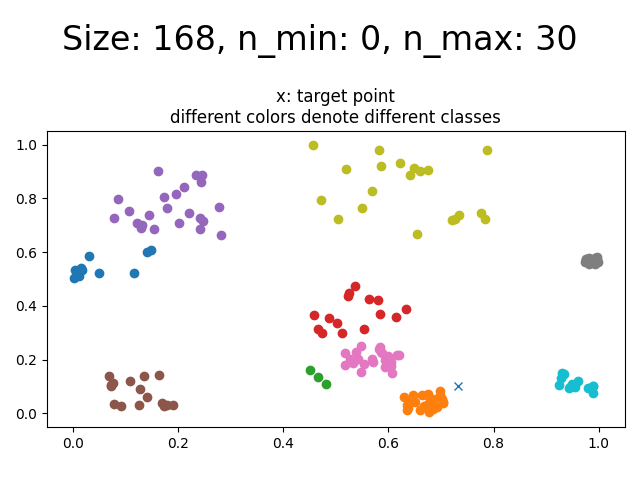 Size: 168, n_min: 0, n_max: 30
x: target point
different colors denote different classes
1.0
0.8
0.6
0.4
0.2
0.0
0.0 0.2 0.4 0.6 0.8 1.0